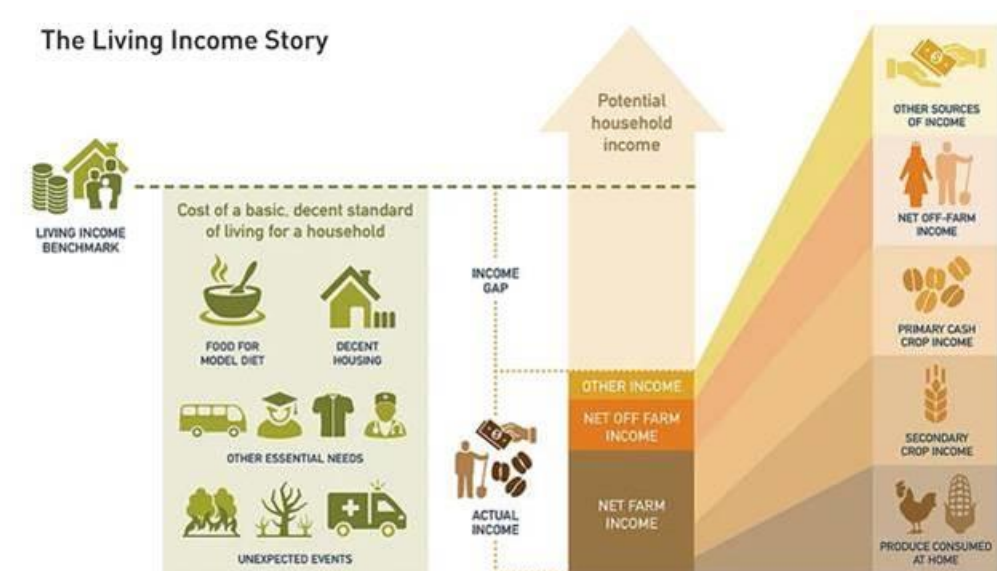 The Living Income Story
LIVING INCOME
BENCHMARK
Cost of a basic, decent standard
of living for a household
FOOD FOR
MODEL DIET
DECENT
HOUSING
OTHER ESSENTIAL NEEDS
UNEXPECTED EVENTS
INCOME
GAP
ACTUAL
INCOME
Potential
household
income
OTHER INCOME
NET OFF FARM
INCOME
NET FARM
INCOME
OTHER SOURCES
OF INCOME
NET OFF-FARM
INCOME
PRIMARY CASH
CROP INCOME
SECONDARY
CROP INCOME
PRODUCE CONSUMED
AT HOME